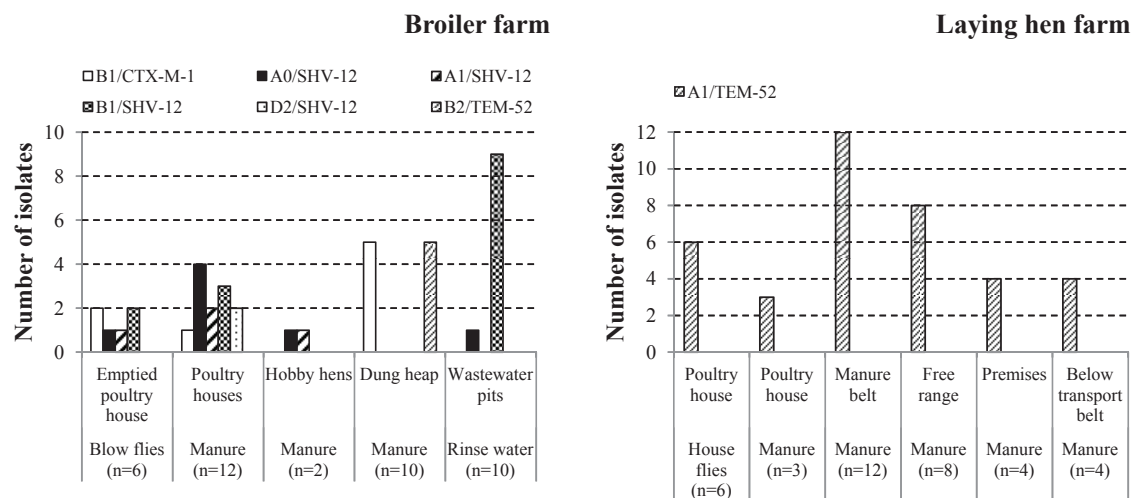 Broiler farm
B1/CTX-M-1 A0/SHV-12 A1/SHV-12
B1/SHV-12 D2/SHV-12 B2/TEM-52
Number of isolates
10
8
6
4
2
0
Emptied poultry house
Poultry houses
Hobby hens
Dung heap
Wastewater pits
Blow flies (n=6)
Manure (n=12)
Manure (n=2)
Manure (n=10)
Rinse water (n=10)
Laying hen farm
A1/TEM-52
Number of isolates
12
10
8
6
4
2
0
Poultry house
Poultry house
Manure belt
Free range
Premises
Below transport belt
House flies (n=6)
Manure (n=3)
Manure (n=12)
Manure (n=8)
Manure (n=4)
Manure (n=4)